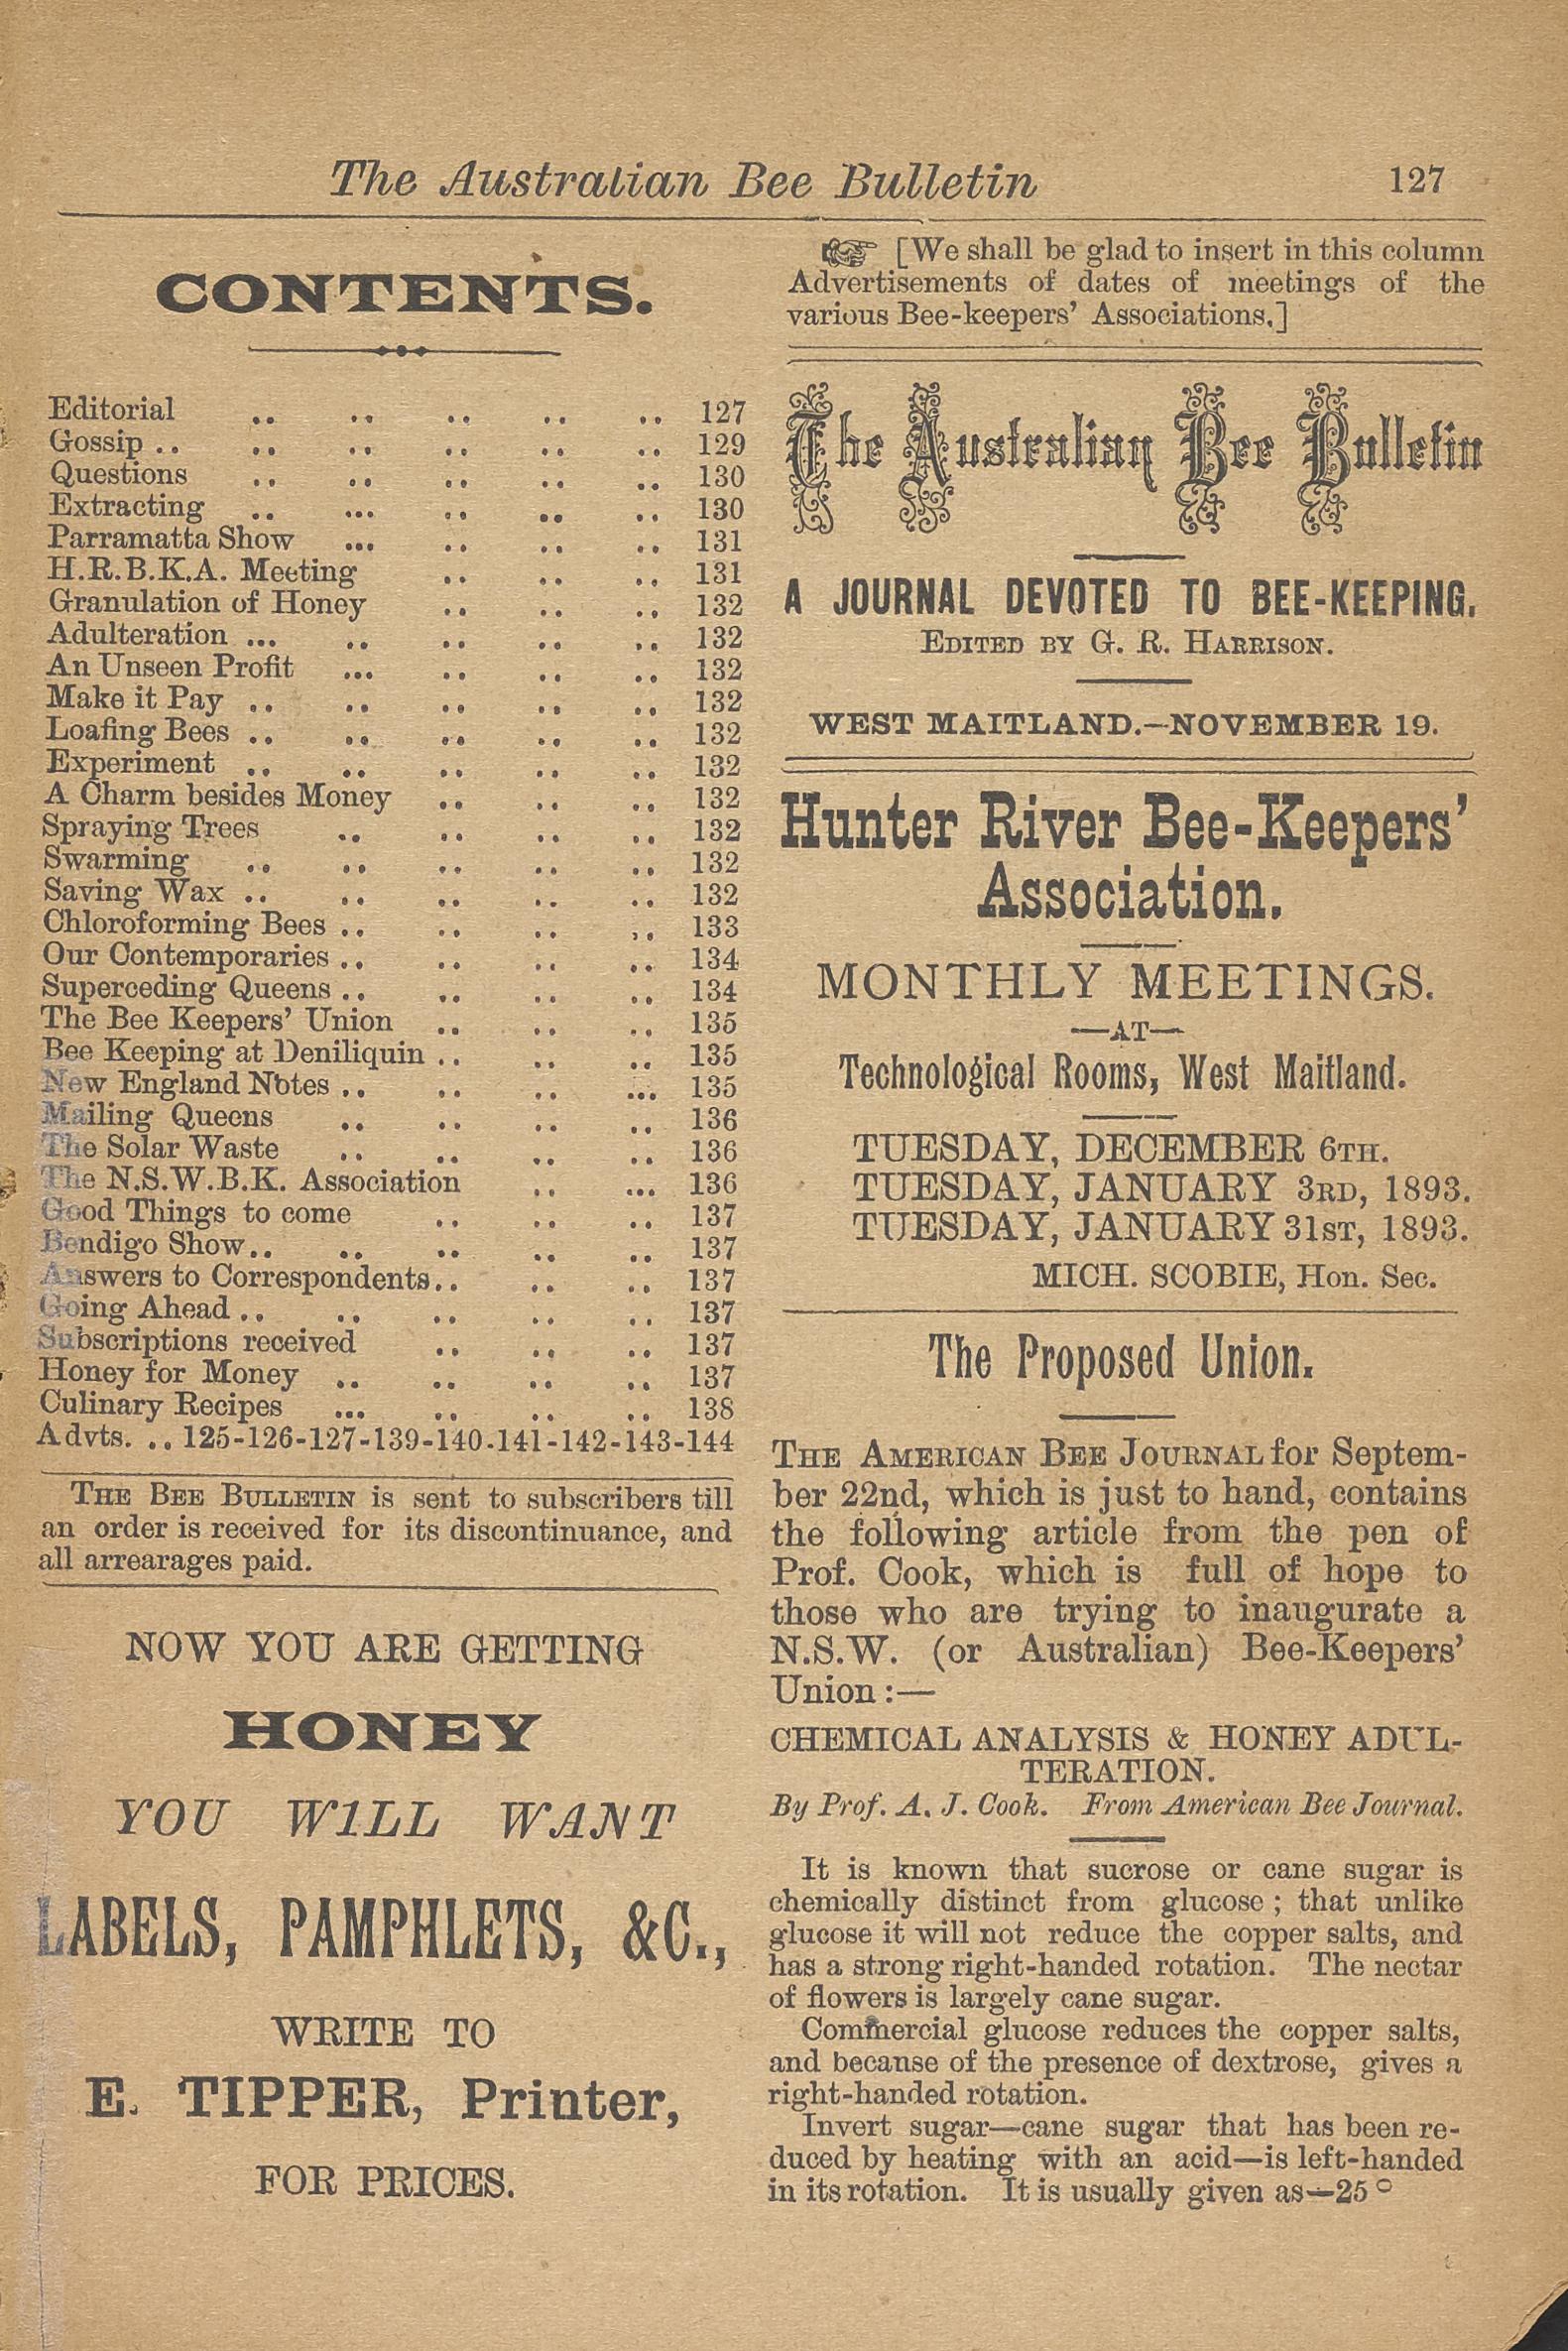 The Australian Bee Bulletin 127
CONTENTS.
Editorial .. .. .. .. .. 127
Gossip .. .. .. .. .. .. 129
Questions .. .. .. .. .. 130
Extracting .. ... .. .. .. 130
Parramatta Show ... .. .. .. 131
H.R.B.K.A. Meeting .. .. .. 131
Granulation of Honey .. .. .. 132
Adulteration ... .. .. .. .. 132
An Unseen Profit ... .. .. .. 132
Make it Pay .. .. .. .. .. 132
Loafing Bees .. .. .. .. .. 132
Experiment .. .. .. .. .. 132
A Charm besides Money .. .. .. 132
Spraying Trees .. .. .. .. 132
Swarming .. .. .. .. .. 132
Saving Wax .. .. .. .. .. 132
Chloroforming Bees .. .. .. .. 133
Our Contemporaries .. .. .. .. 134
Superceding Queens .. .. .. .. 134
The Bee Keepers' Union .. .. .. 135
Bee Keeping at Deniliquin .. .. .. 135
New England Notes .. .. .. ... 135
Mailing Queens .. .. .. .. 136
The Solar Waste .. .. .. .. 136
The N.S.W.B.K. Association .. ... 136
Good Things to come .. .. .. 137
Bendigo Show.. .. .. .. .. 137
Answers to Correspondents.. .. .. 137
Going Ahead .. .. .. .. .. 137
Subscriptions received .. .. .. 137
Honey for Money .. .. .. .. 137
Culinary Recipes ... .. .. .. 138
Advts. .. 125-126-127-139-140-141-142-143-144
THE BEE BULLETIN is sent to subscribers till
an order is received for its discontinuance, and
all arrearages paid.
NOW YOU ARE GETTING
HONEY
YOU W1LL WANT
LABELS, PAMPHLETS, &C.,
WRITE TO
E. TIPPER, Printer,
FOR PRICES.
[We shall be glad to insert in this column
Advertisements of dates of meetings of the
various Bee-keepers' Associations.]
The Australian Bee Bulletin
A JOURNAL DEVOTED TO BEE-KEEPING.
EDITED BY G. R. HARRISON.
WEST MAITLAND.—NOVEMBER 19.
Hunter River Bee-Keepers'
Association.
MONTHLY MEETINGS.
—AT—
Technological Rooms, West Maitland.
TUESDAY, DECEMBER 6TH.
TUESDAY, JANUARY 3RD, 1893.
TUESDAY, JANUARY 31ST, 1893.
MICH. SCOBIE, Hon. Sec.
The Proposed Union.
THE AMERICAN BEE JOURNAL for Septem-
ber 22nd, which is just to hand, contains
the following article from the pen of
Prof. Cook, which is full of hope to
those who are trying to inaugurate a
N.S.W. (or Australian) Bee-Keepers'
Union :—
CHEMICAL ANALYSIS & HONEY ADUL-
TERATION.
By Prof. A. J. Cook. From American Bee Journal.
It is known that sucrose or cane sugar is
chemically distinct from glucose ; that unlike
glucose it will not reduce the copper salts, and
has a strong right-handed rotation. The nectar
of flowers is largely cane sugar.
Commercial glucose reduces the copper salts,
and because of the presence of dextrose, gives a
right-handed rotation.
Invert sugar—cane sugar that has been re-
duced by heating with an acid—is left-handed
in its rotation. It is usually given as—25 °